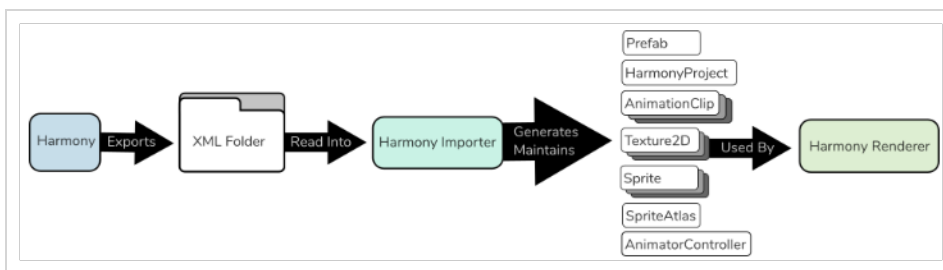 Harmony
Exports
XML Folder
Read Into
Harmony Importer
Generates
Maintains
Prefab
HarmonyProject
AnimationClip
Texture2D
Sprite
SpriteAtlas
AnimatorController
Used By
Harmony Renderer